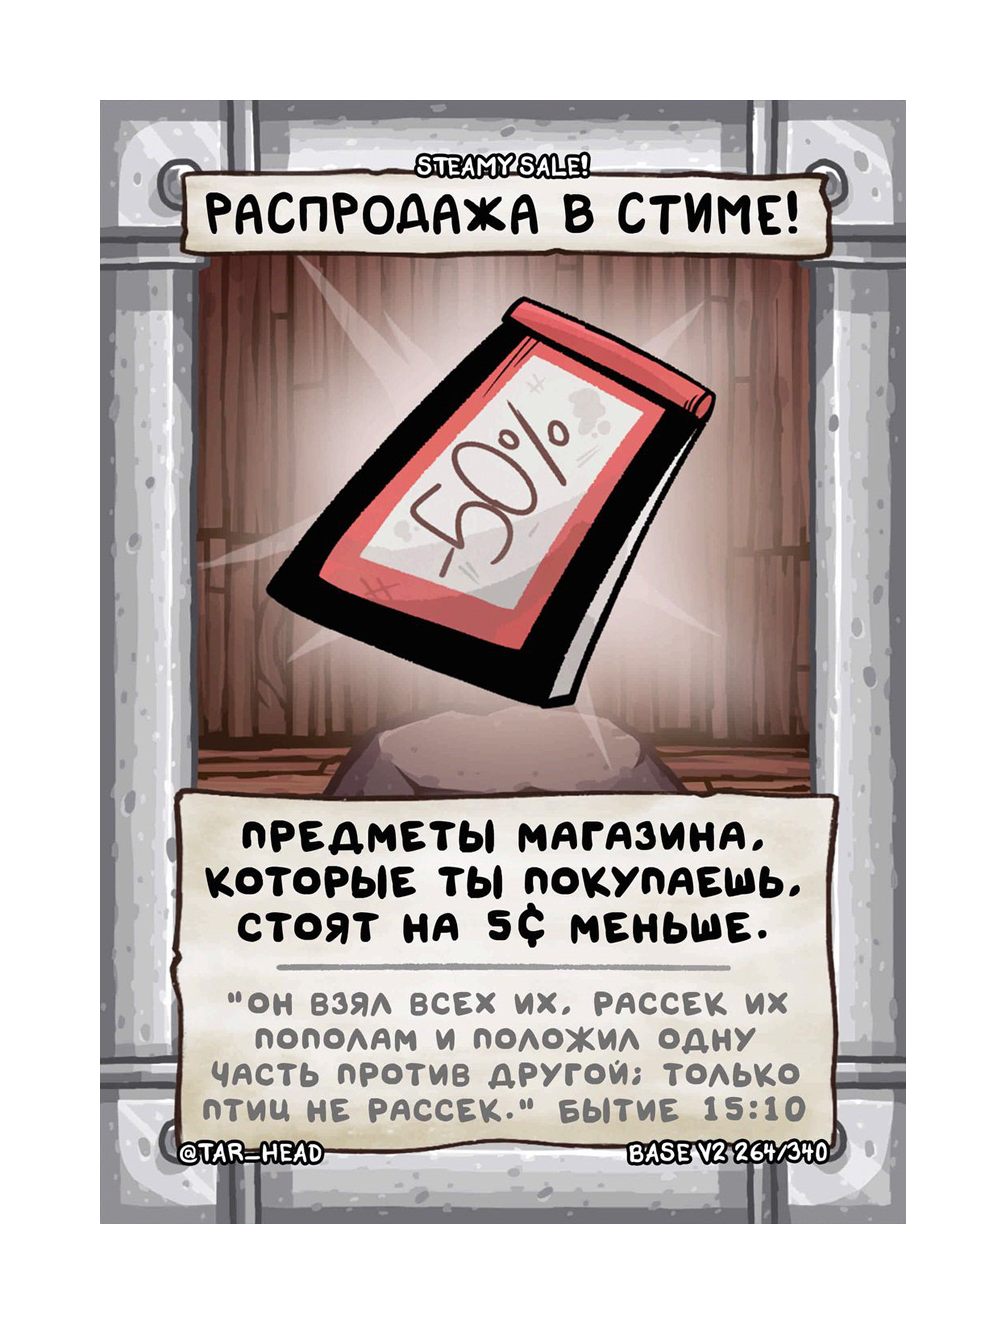 STEAMY SALE!
РАСПРОДАЖА В СТИМЕ!
-50%
ПРЕДМЕТЫ МАГАЗИНА,
КОТОРЫЕ ТЫ ПОКУПАЕШЬ,
СТОЯТ НА 5¢ МЕНЬШЕ.
"ОН ВЗЯЛ ВСЕХ ИХ, РАССЕК ИХ
ПОПОЛАМ И ПОЛОЖИЛ ОДНУ
ЧАСТЬ ПРОТИВ ДРУГОЙ; ТОЛЬКО
ПТИЦ НЕ РАССЕК." БЫТИЕ 15:10
@TAR_HEAD
BASE V2 264/340